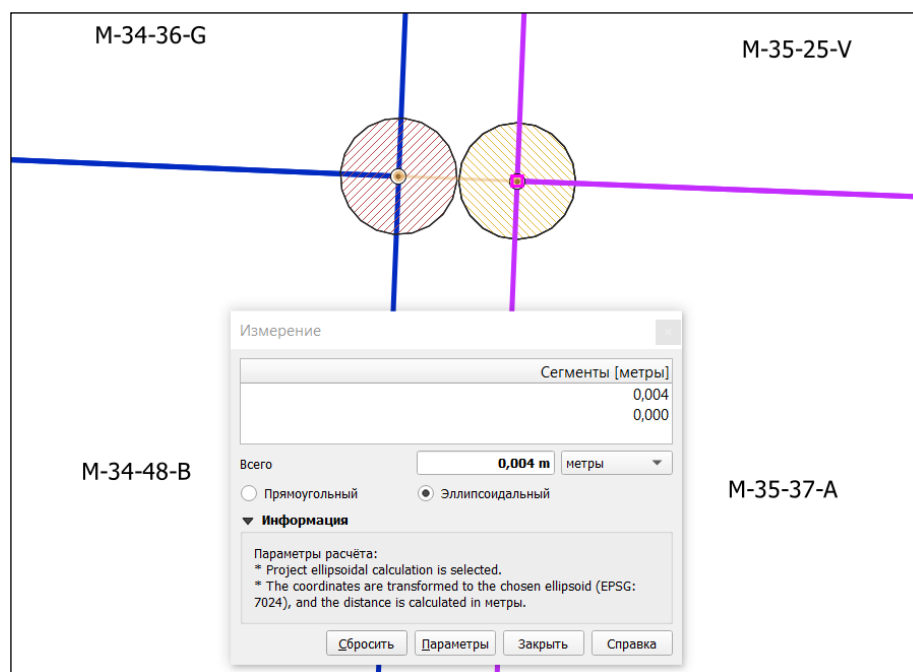 M-34-36-G
M-35-25-V
Измерение
Сегменты [метры]
0,004
0,000
M-34-48-B
M-35-37-A
Всего
0,004 m
метры
Прямоугольный
Эллипсоидальный
Информация
Параметры расчёта:
* Project ellipsoidal calculation is selected.
* The coordinates are transformed to the chosen ellipsoid (EPSG:
7024), and the distance is calculated in метры.
Сбросить
Параметры
Закрыть
Справка